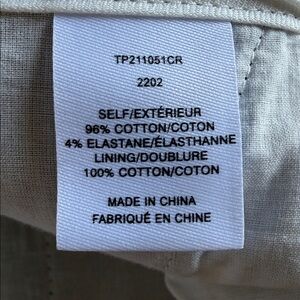 TP211051CR
2202
SELF/EXTÉRIEUR
96% COTTON/COTON
4% ELASTANE/ÉLASTHANNE
LINING/DOUBLURE
100% COTTON/COTON
MADE IN CHINA
FABRIQUÉ EN CHINE